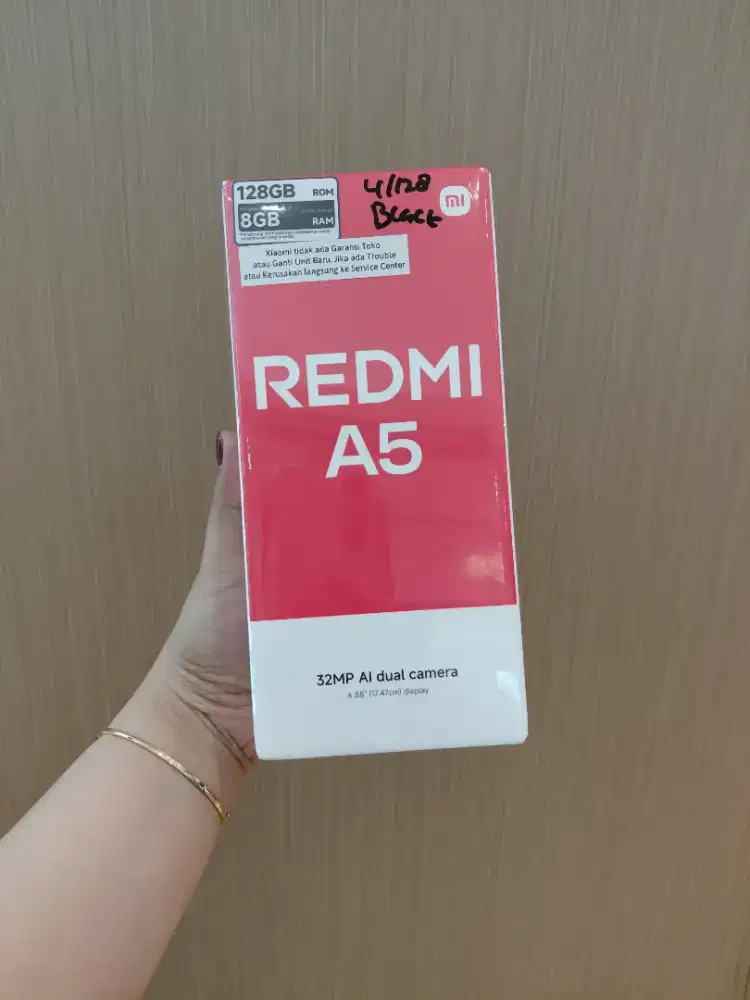 128GB ROM
8GB RAM
4/128
Black
mi
Xiaomi tidak ada Garansi Toko
atau Ganti Unit Baru, Jika ada Trouble
atau Kerusakan langsung ke Service Center
REDMI
A5
32MP AI dual camera
6.88" (17.47cm) display